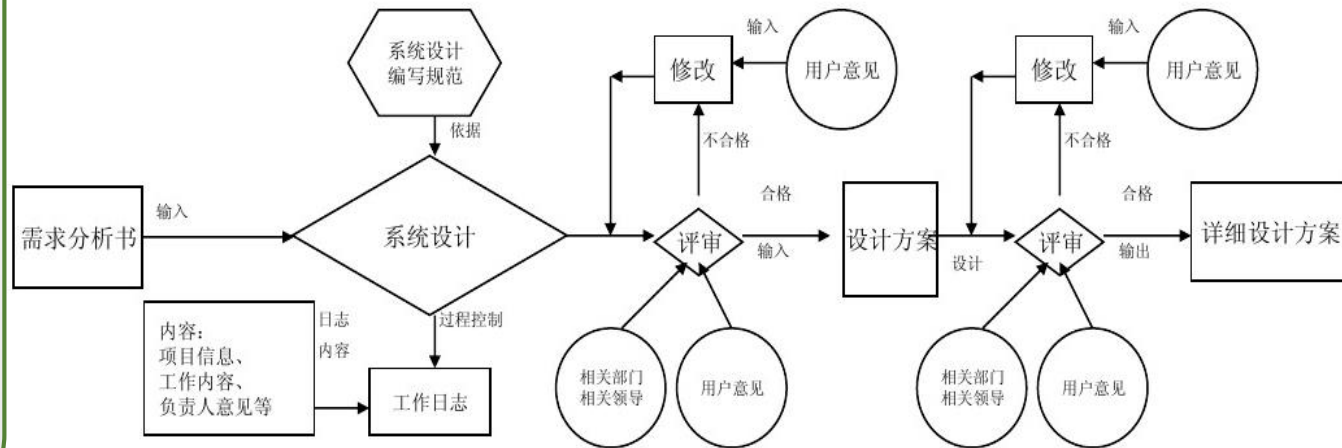 系统设计
编写规范
依据
需求分析书
输入
系统设计
过程控制
日志
内容
内容：
项目信息、
工作内容、
负责人意见等
工作日志
修改
输入
用户意见
不合格
评审
合格
输入
相关部门
相关领导
用户意见
设计方案
设计
修改
输入
用户意见
不合格
评审
合格
输出
相关部门
相关领导
用户意见
详细设计方案